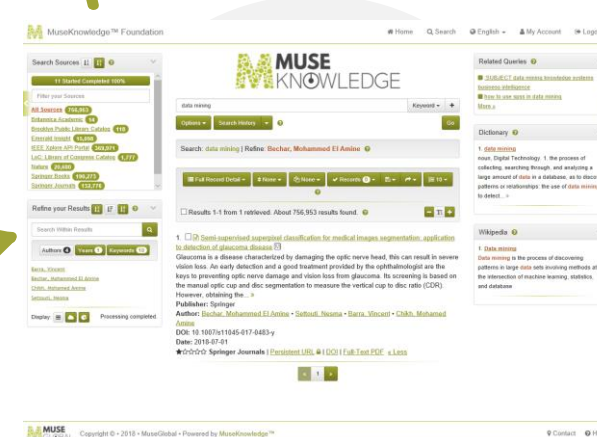 MuseKnowledge™ Foundation
Home
Search
English
My Account
Search Sources
11 Started Completed 100%
Filter your Sources
All Sources 756,953
Britannica Academic 14
Brooklyn Public Library Catalog 119
Emerald Insight
IEEE Xplore API Portal
LoC: Library of Congress Catalog 1,777
Nature
Springer Books
Springer Journals
Refine your Results
Search Within Results
Authors 4 Years 1 Keywords
Barra, Vincent
Bechar, Mohammed El Amine
Chikh, Mohamed Amine
Settouti, Nesma
Display: Processing completed
MUSE
KNOWLEDGE
data mining
Keyword
Options
Search History
Go
Search: data mining | Refine: Bechar, Mohammed El Amine
Full Record Detail
None
None
Records 0
10
Results 1-1 from 1 retrieved. About 756,953 results found.
1. Semi-supervised superpixel classification for medical images segmentation: application
to detection of glaucoma disease
Glaucoma is a disease characterized by damaging the optic nerve head, this can result in severe
vision loss. An early detection and a good treatment provided by the ophthalmologist are the
keys to preventing optic nerve damage and vision loss from glaucoma. Its screening is based on
the manual optic cup and disc segmentation to measure the vertical cup to disc ratio (CDR).
However, obtaining the... »
Publisher: Springer
Author: Bechar, Mohammed El Amine • Settouti, Nesma • Barra, Vincent • Chikh, Mohamed
Amine
DOI: 10.1007/s11045-017-0483-y
Date: 2018-07-01
Springer Journals | Persistent URL | DOI | Full-Text PDF « Less
« 1 »
Related Queries
SUBJECT data mining knowledge systems
business intelligence
how to use spss in data mining
More »
Dictionary
1. data mining
noun, Digital Technology. 1. the process of
collecting, searching through, and analyzing a
large amount of data in a database, as to disco
patterns or relationships: the use of data mining
to detect... »
Wikipedia
1. Data mining
Data mining is the process of discovering
patterns in large data sets involving methods at
the intersection of machine learning, statistics,
and database
MUSE
Copyright © • 2018 • MuseGlobal • Powered by MuseKnowledge™
Contact